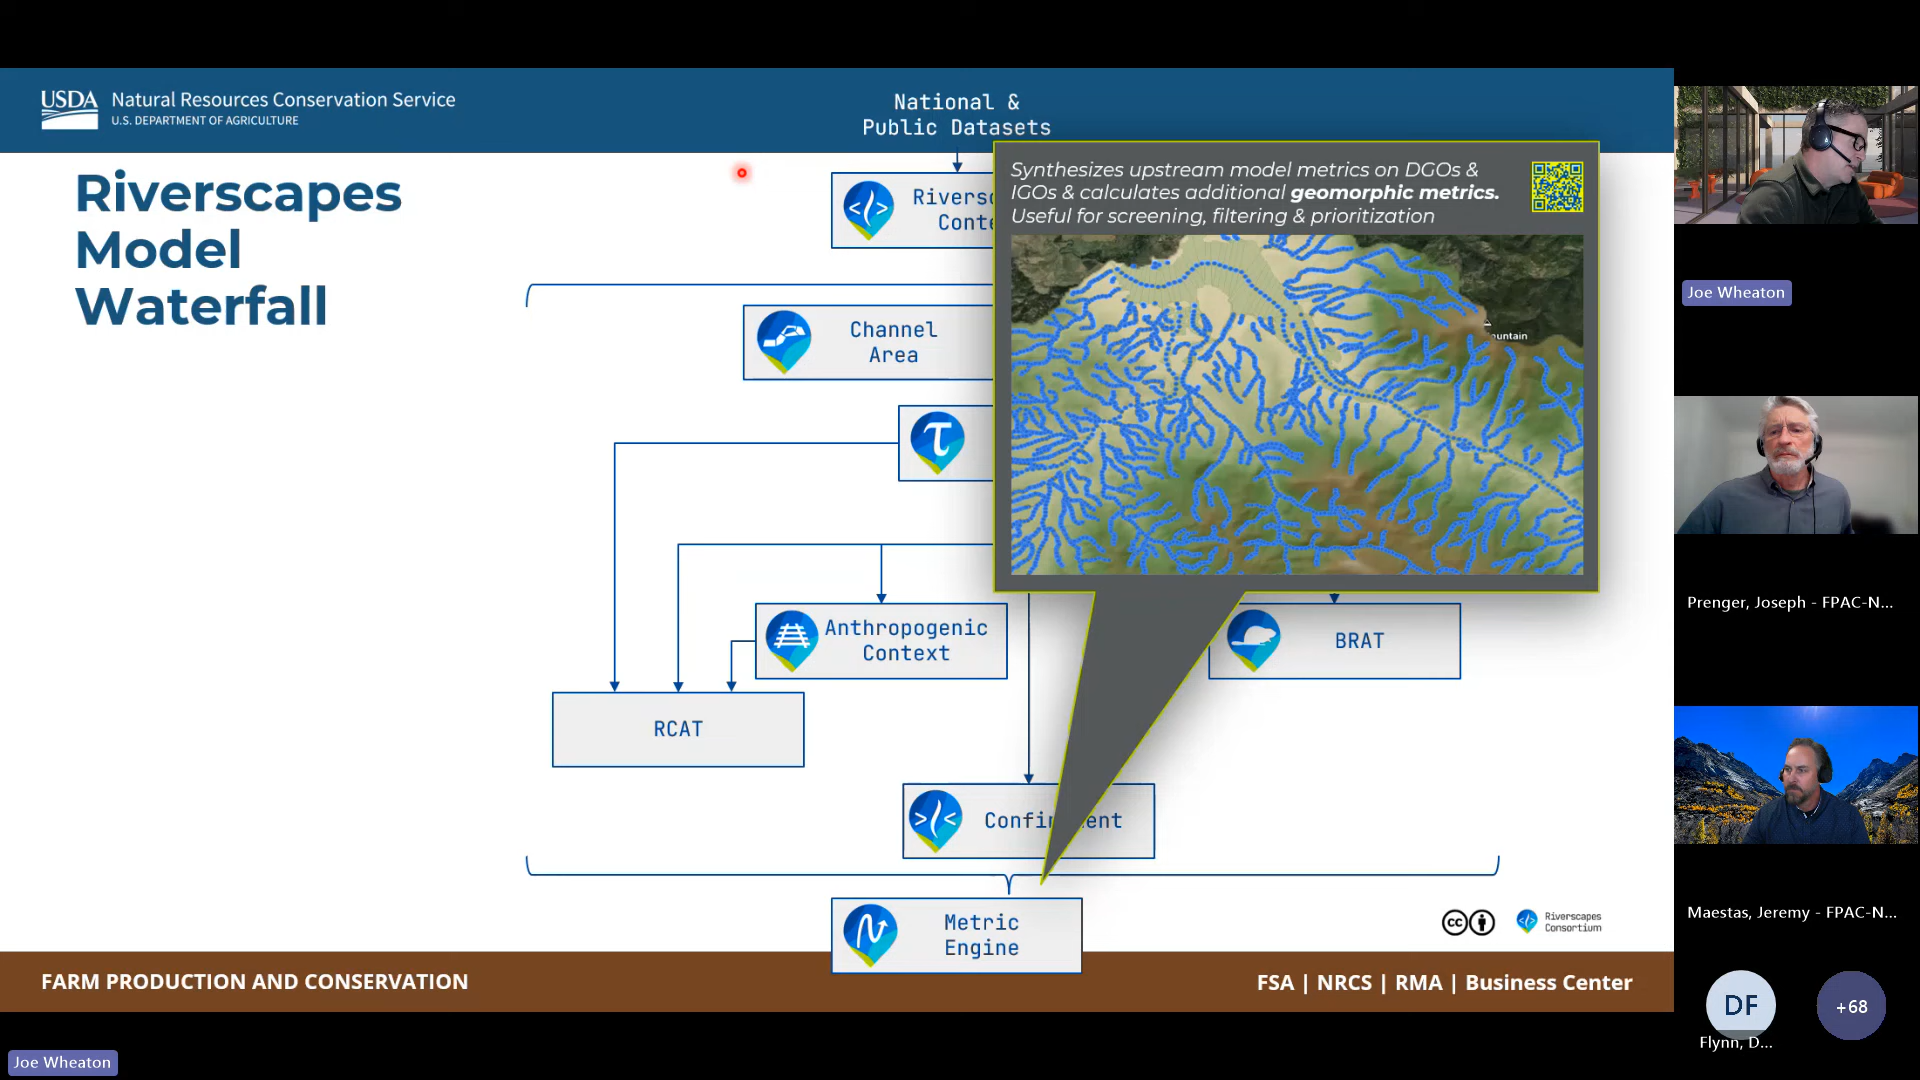 USDA
Natural Resources Conservation Service
U.S. DEPARTMENT OF AGRICULTURE
National &
Public Datasets
Riverscapes
Model
Waterfall
Synthesizes upstream model metrics on DGOs &
IGOs & calculates additional geomorphic metrics.
Useful for screening, filtering & prioritization
Channel
Area
τ
Anthropogenic
Context
BRAT
RCAT
Metric
Engine
cc
Riverscapes
Consortium
FARM PRODUCTION AND CONSERVATION
FSA | NRCS | RMA | Business Center
Joe Wheaton
Joe Wheaton
Prenger, Joseph - FPAC-N...
Maestas, Jeremy - FPAC-N...
DF
+68
Flynn, D...